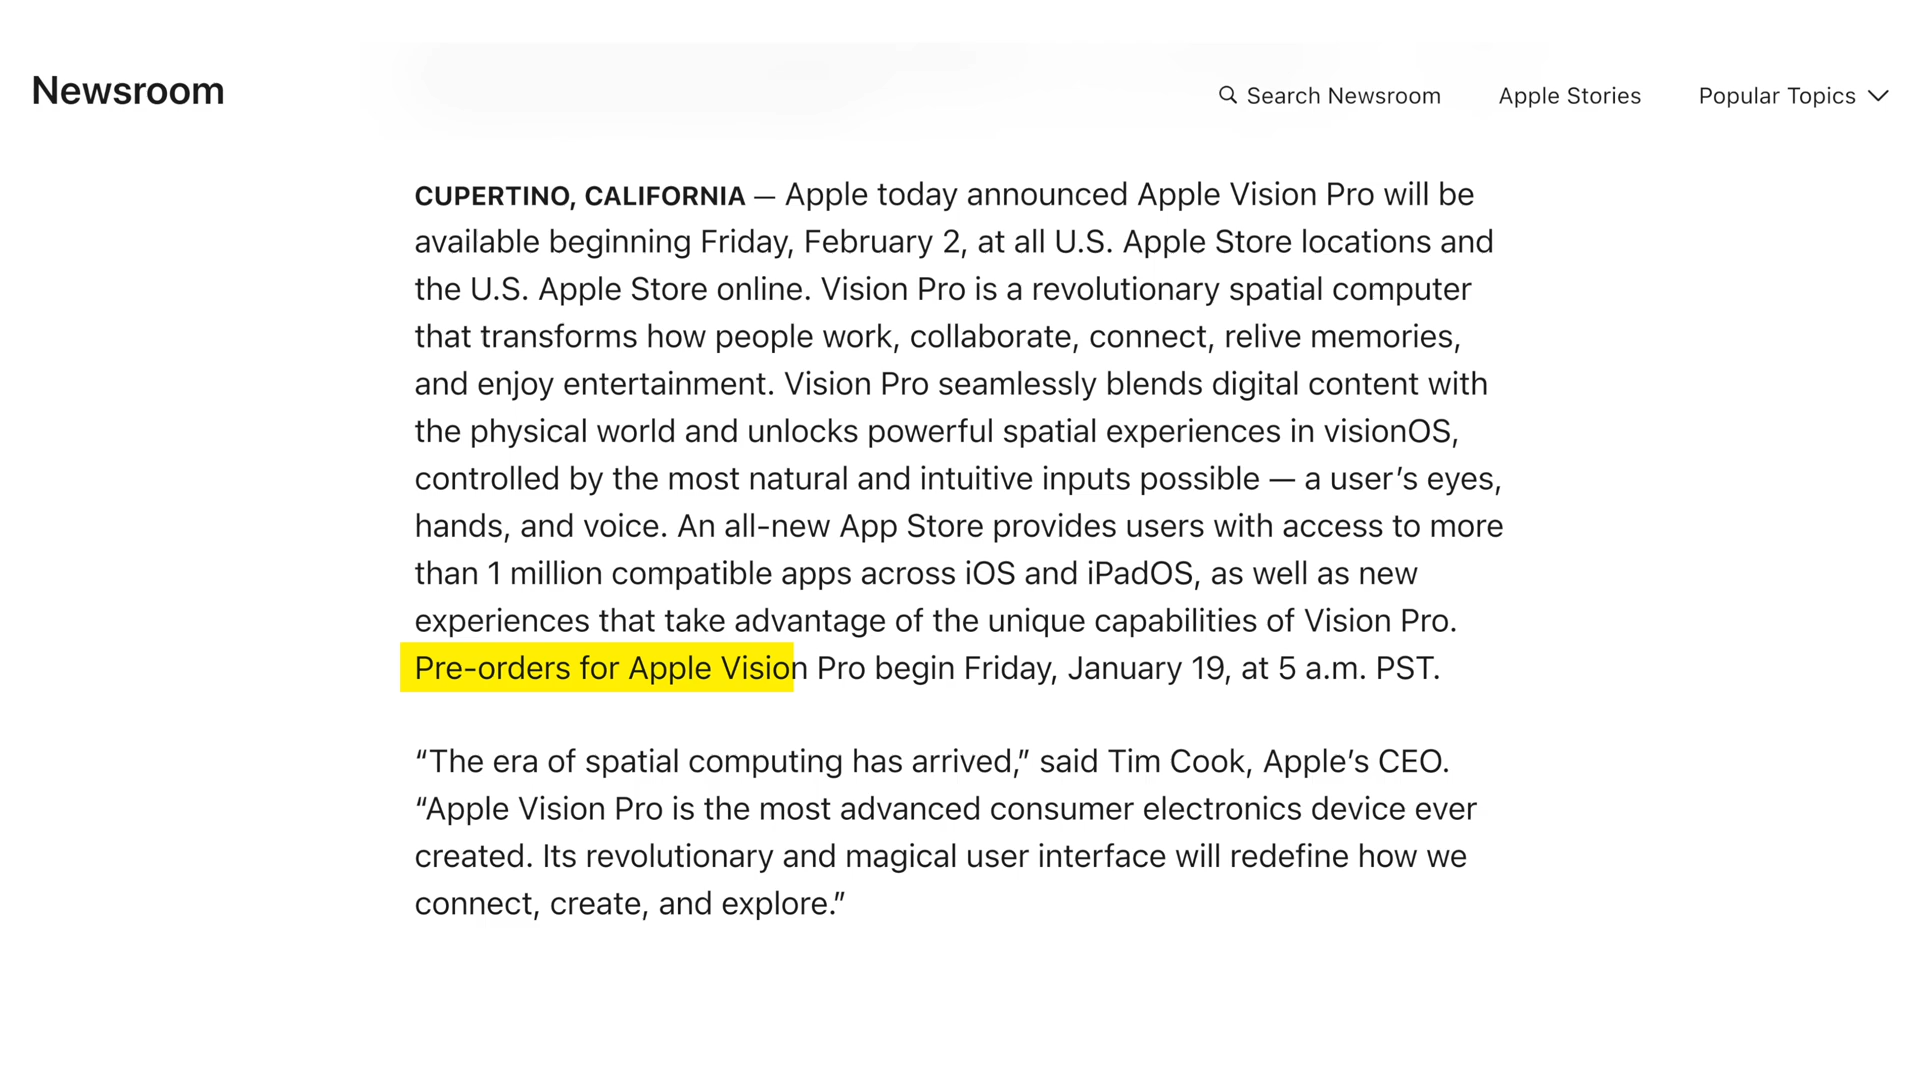 Newsroom
Search Newsroom
Apple Stories
Popular Topics
CUPERTINO, CALIFORNIA — Apple today announced Apple Vision Pro will be
available beginning Friday, February 2, at all U.S. Apple Store locations and
the U.S. Apple Store online. Vision Pro is a revolutionary spatial computer
that transforms how people work, collaborate, connect, relive memories,
and enjoy entertainment. Vision Pro seamlessly blends digital content with
the physical world and unlocks powerful spatial experiences in visionOS,
controlled by the most natural and intuitive inputs possible — a user’s eyes,
hands, and voice. An all-new App Store provides users with access to more
than 1 million compatible apps across iOS and iPadOS, as well as new
experiences that take advantage of the unique capabilities of Vision Pro.
Pre-orders for Apple Vision Pro begin Friday, January 19, at 5 a.m. PST.
“The era of spatial computing has arrived,” said Tim Cook, Apple’s CEO.
“Apple Vision Pro is the most advanced consumer electronics device ever
created. Its revolutionary and magical user interface will redefine how we
connect, create, and explore.”